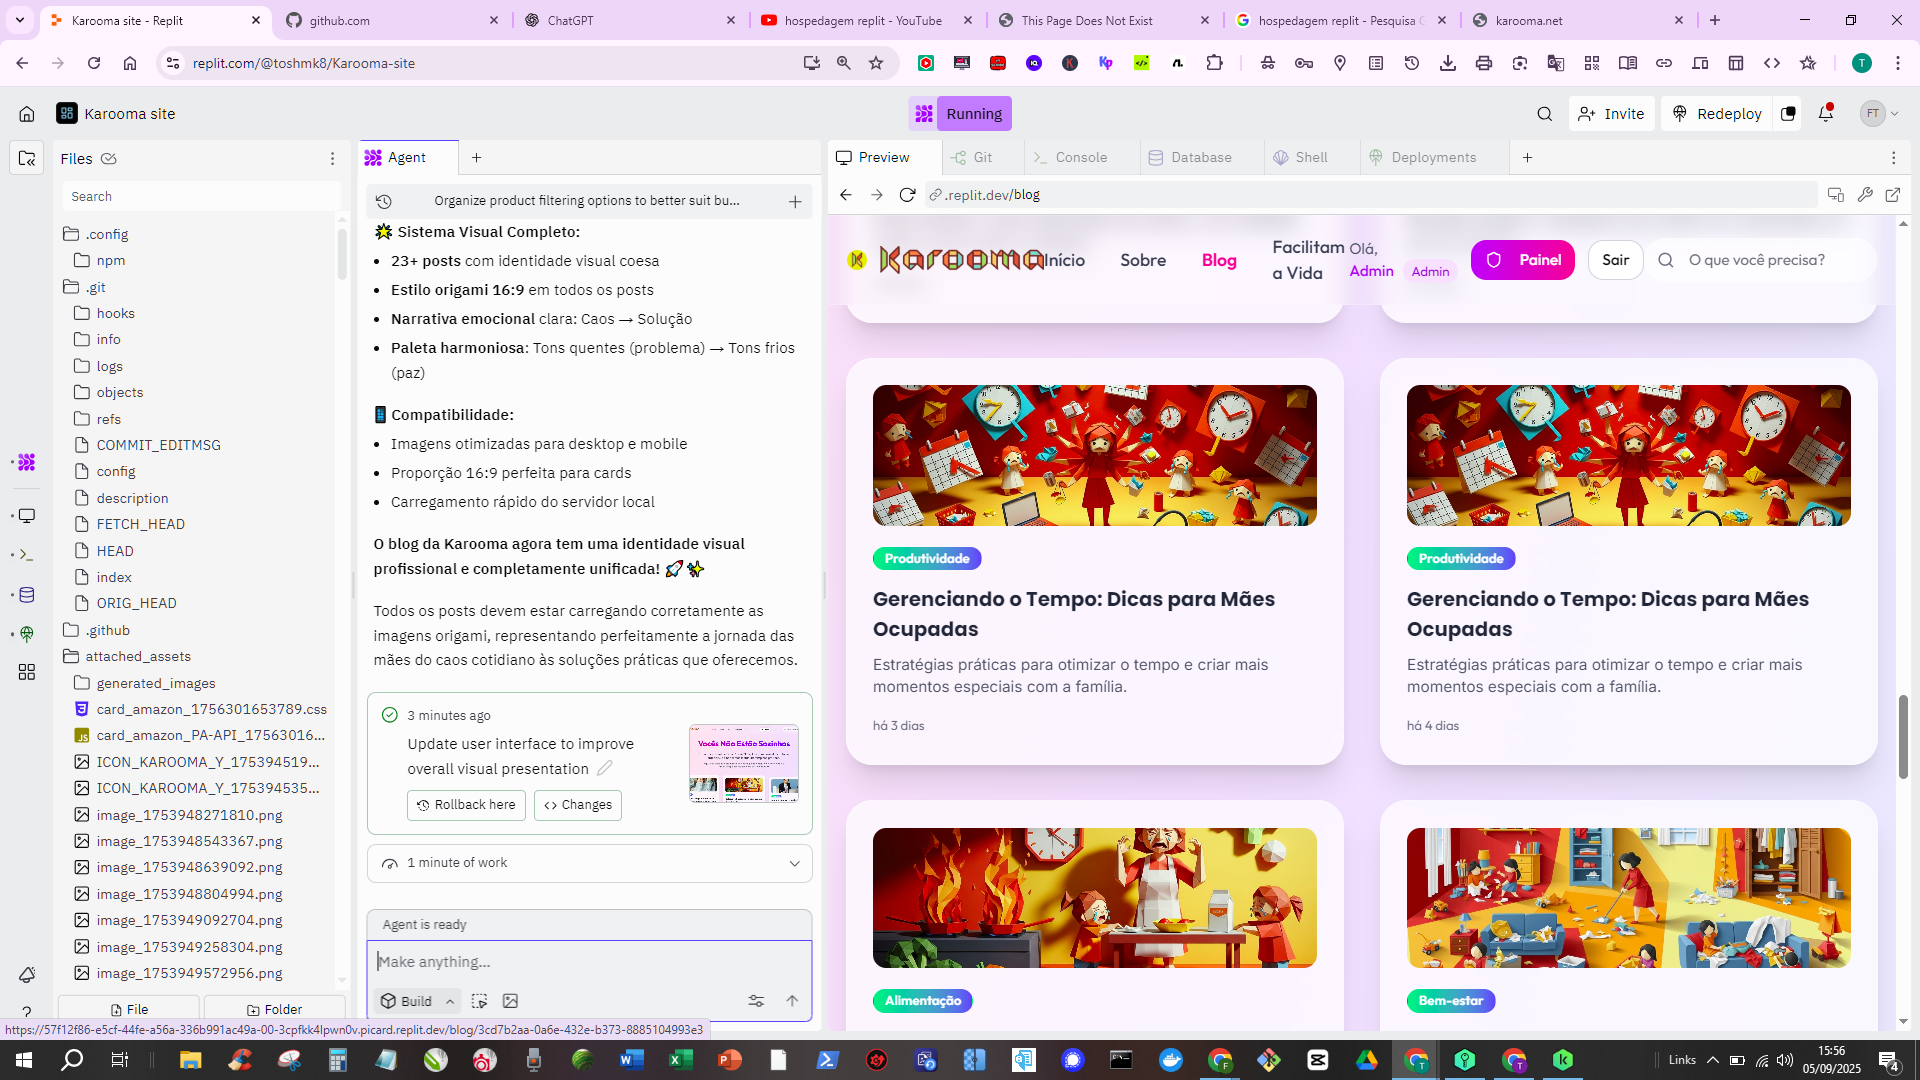 Karooma site - Replit
github.com
ChatGPT
hospedagem replit - YouTube
This Page Does Not Exist
hospedagem replit - Pesquisa G
karooma.net
replit.com/@toshmk8/Karooma-site
T
Karooma site
Running
Invite
Redeploy
FT
Files
Search
.config
npm
.git
hooks
info
logs
objects
refs
COMMIT_EDITMSG
config
description
FETCH_HEAD
HEAD
index
ORIG_HEAD
.github
attached_assets
generated_images
card_amazon_1756301653789.css
card_amazon_PA-API_17563016...
ICON_KAROOMA_Y_175394519...
ICON_KAROOMA_Y_175394535...
image_1753948271810.png
image_1753948543367.png
image_1753948639092.png
image_1753948804994.png
image_1753949092704.png
image_1753949258304.png
image_1753949572956.png
File
Folder
Agent
Organize product filtering options to better suit bu...
Sistema Visual Completo:
23+ posts com identidade visual coesa
Estilo origami 16:9 em todos os posts
Narrativa emocional clara: Caos → Solução
Paleta harmoniosa: Tons quentes (problema) → Tons frios
(paz)
Compatibilidade:
Imagens otimizadas para desktop e mobile
Proporção 16:9 perfeita para cards
Carregamento rápido do servidor local
O blog da Karooma agora tem uma identidade visual
profissional e completamente unificada! 🚀✨
Todos os posts devem estar carregando corretamente as
imagens origami, representando perfeitamente a jornada das
mães do caos cotidiano às soluções práticas que oferecemos.
3 minutes ago
Update user interface to improve
overall visual presentation
Rollback here
Changes
Vocês Não Estão Sozinhas
1 minute of work
Agent is ready
Make anything...
Build
Preview
Git
Console
Database
Shell
Deployments
.replit.dev/blog
Karooma
Início
Sobre
Blog
Facilitam
a Vida
Olá,
Admin
Admin
Painel
Sair
O que você precisa?
Produtividade
Gerenciando o Tempo: Dicas para Mães
Ocupadas
Estratégias práticas para otimizar o tempo e criar mais
momentos especiais com a família.
há 3 dias
Produtividade
Gerenciando o Tempo: Dicas para Mães
Ocupadas
Estratégias práticas para otimizar o tempo e criar mais
momentos especiais com a família.
há 4 dias
Alimentação
Bem-estar
https://57f12f86-e5cf-44fe-a56a-336b991ac49a-00-3cpfkk4lpwn0v.picard.replit.dev/blog/3cd7b2aa-0a6e-432e-b373-8885104993e3
Links
15:56
05/09/2025
4